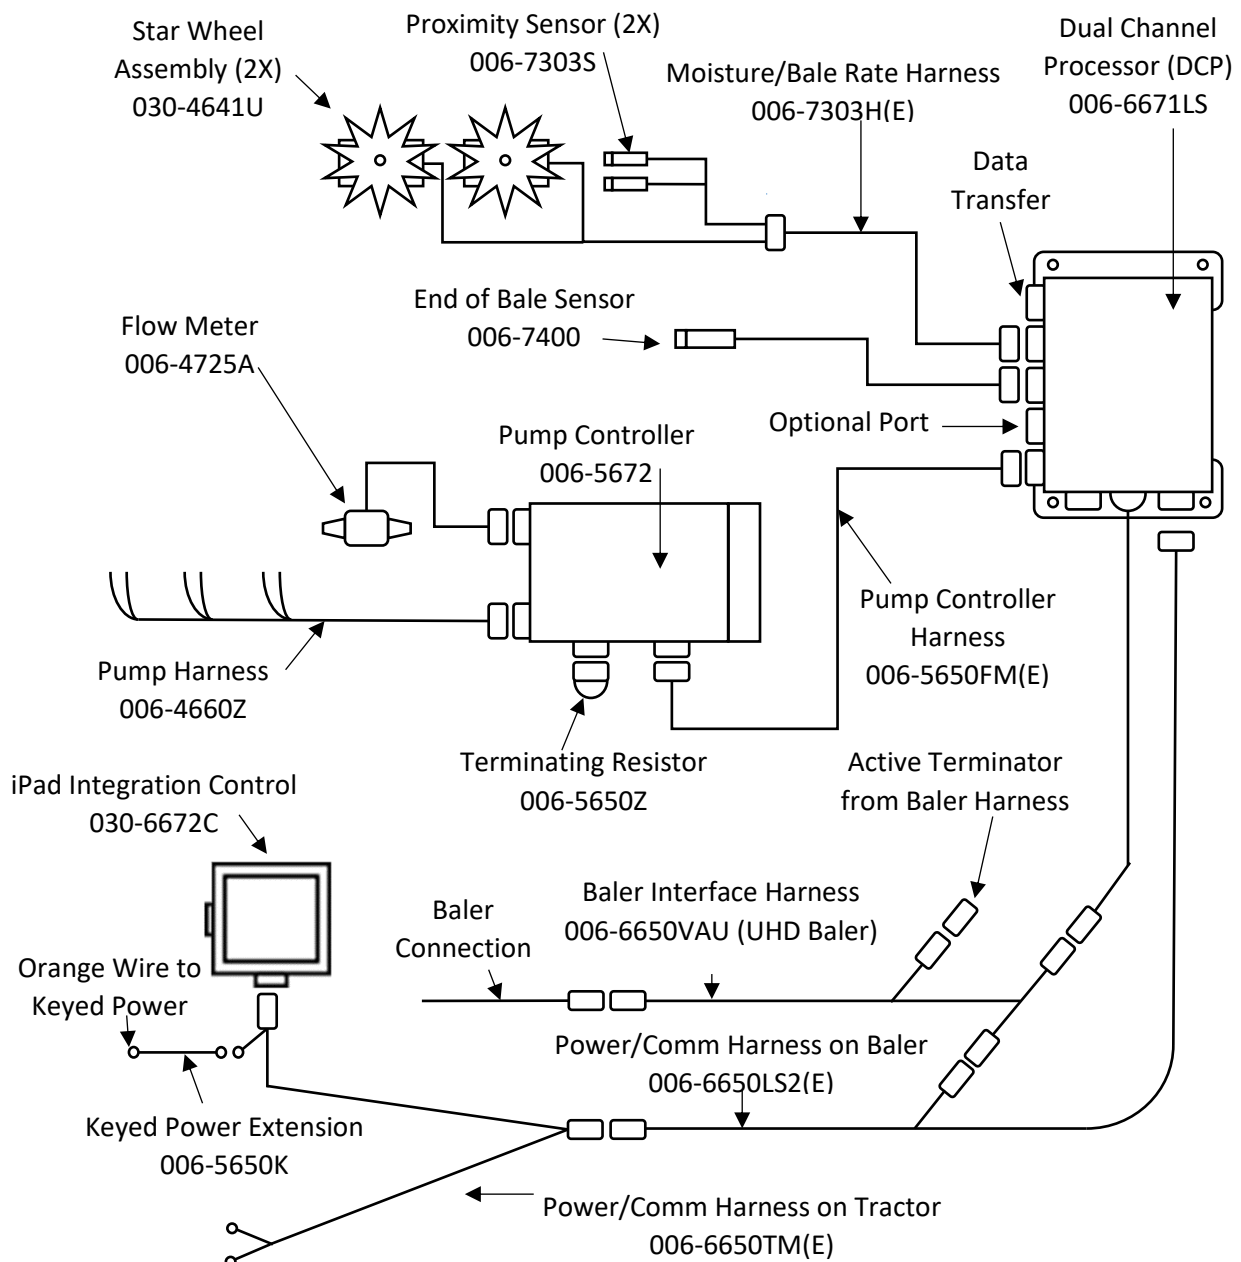 Star Wheel
Assembly (2X)
030-4641U
Proximity Sensor (2X)
006-7303S
Moisture/Bale Rate Harness
006-7303H(E)
Dual Channel
Processor (DCP)
006-6671LS
Data
Transfer
End of Bale Sensor
006-7400
Flow Meter
006-4725A
Optional Port
Pump Controller
006-5672
Pump Controller
Harness
006-5650FM(E)
Pump Harness
006-4660Z
Terminating Resistor
006-5650Z
Active Terminator
from Baler Harness
iPad Integration Control
030-6672C
Baler Interface Harness
006-6650VAU (UHD Baler)
Baler
Connection
Orange Wire to
Keyed Power
Power/Comm Harness on Baler
006-6650LS2(E)
Keyed Power Extension
006-5650K
Power/Comm Harness on Tractor
006-6650TM(E)